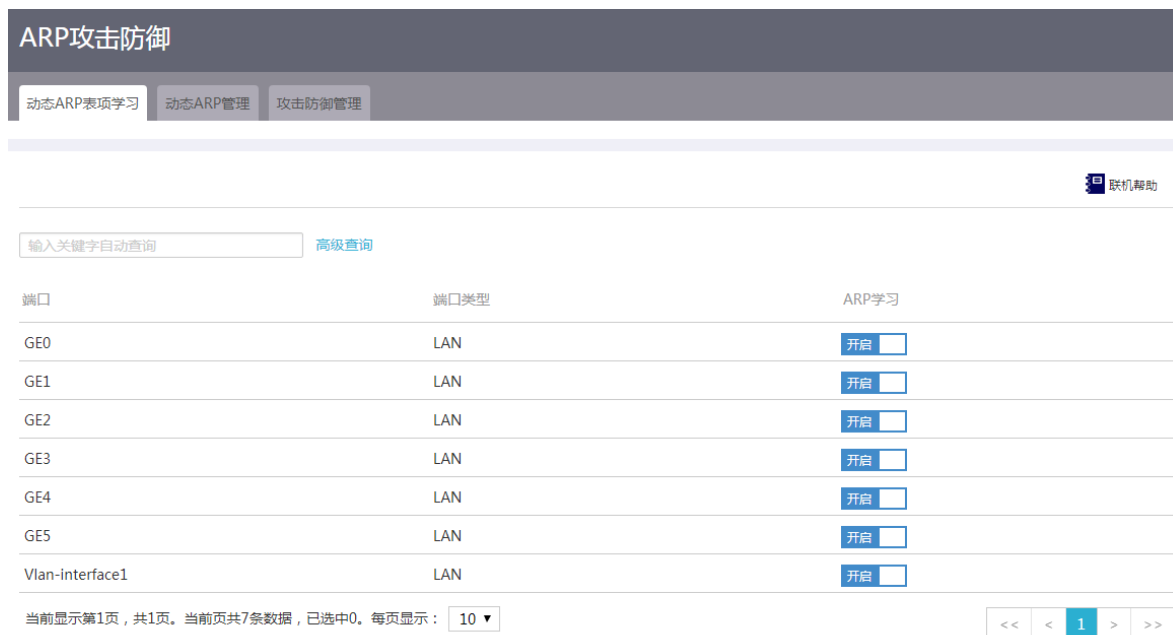 ARP攻击防御
动态ARP表项学习 动态ARP管理 攻击防御管理
联机帮助
输入关键字自动查询 高级查询
端口 端口类型 ARP学习
GE0 LAN 开启
GE1 LAN 开启
GE2 LAN 开启
GE3 LAN 开启
GE4 LAN 开启
GE5 LAN 开启
Vlan-interface1 LAN 开启
当前显示第1页，共1页。当前页共7条数据，已选中0。每页显示： 10 ▼ << < 1 > >>